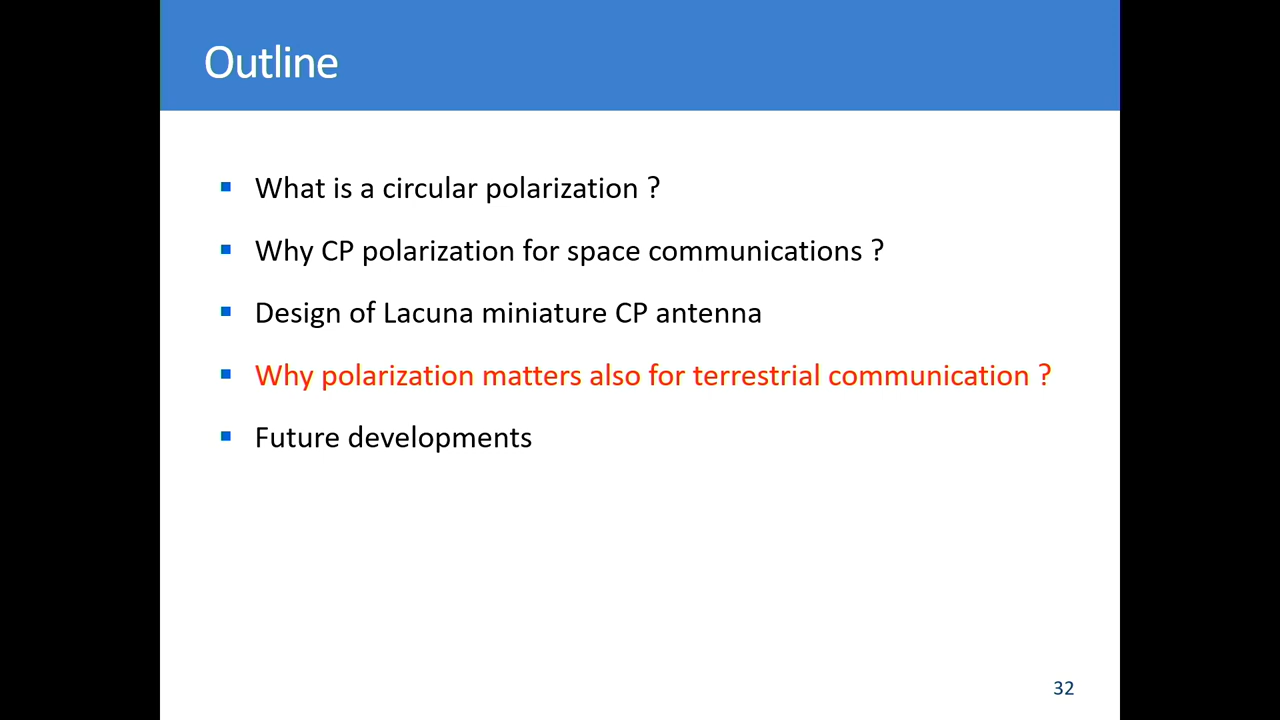 Outline
▪ What is a circular polarization ?
▪ Why CP polarization for space communications ?
▪ Design of Lacuna miniature CP antenna
▪ Why polarization matters also for terrestrial communication ?
▪ Future developments
32